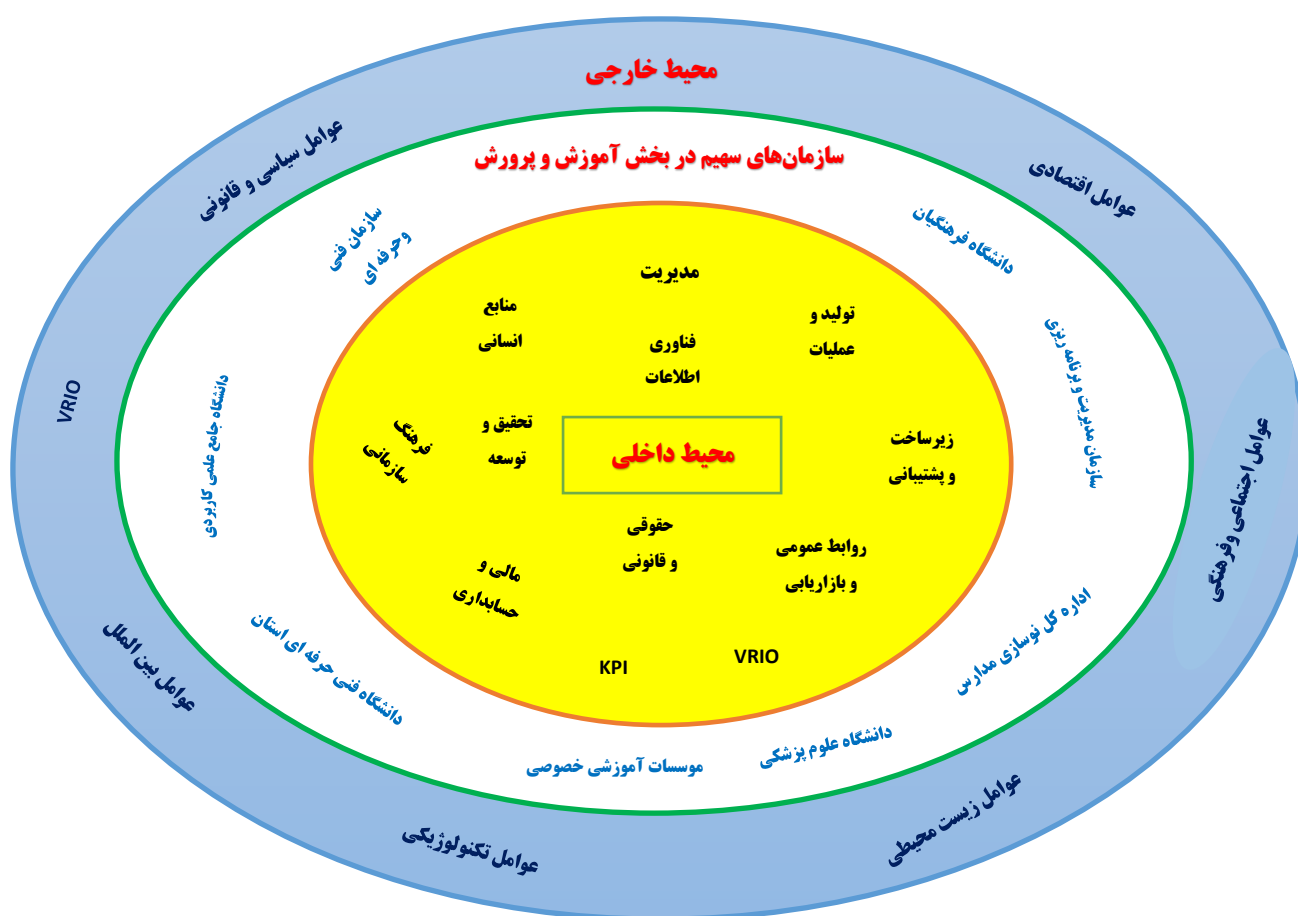 محیط خارجی
عوامل سیاسی و قانونی
عوامل اقتصادی
عوامل اجتماعی وفرهنگی
عوامل زیست محیطی
عوامل تکنولوژیکی
عوامل بین الملل
VRIO
سازمان‌های سهیم در بخش آموزش و پرورش
سازمان فنی
وحرفه ای
دانشگاه فرهنگیان
سازمان مدیریت و برنامه ریزی
اداره کل نوسازی مدارس
دانشگاه علوم پزشکی
موسسات آموزشی خصوصی
دانشگاه فنی حرفه ای استان
دانشگاه جامع علمی کاربردی
مدیریت
تولید و
عملیات
منابع
انسانی
فناوری
اطلاعات
زیرساخت
و پشتیبانی
تحقیق و
توسعه
فرهنگ
سازمانی
محیط داخلی
حقوقی
و قانونی
روابط عمومی
و بازاریابی
مالی و
حسابداری
VRIO
KPI